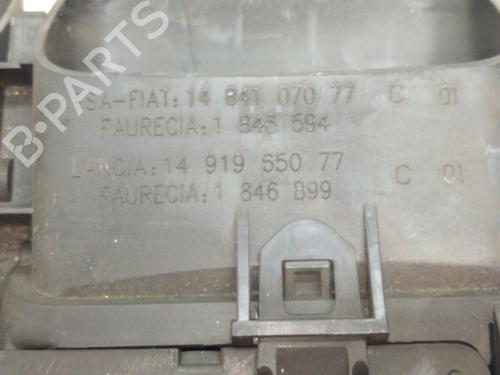 SA-FIAT: 14 841 070 77 C 01
FAURECIA: 1 846 594
LANCIA: 14 919 650 77 C 01
FAURECIA: 1 846 899
B-PARTS